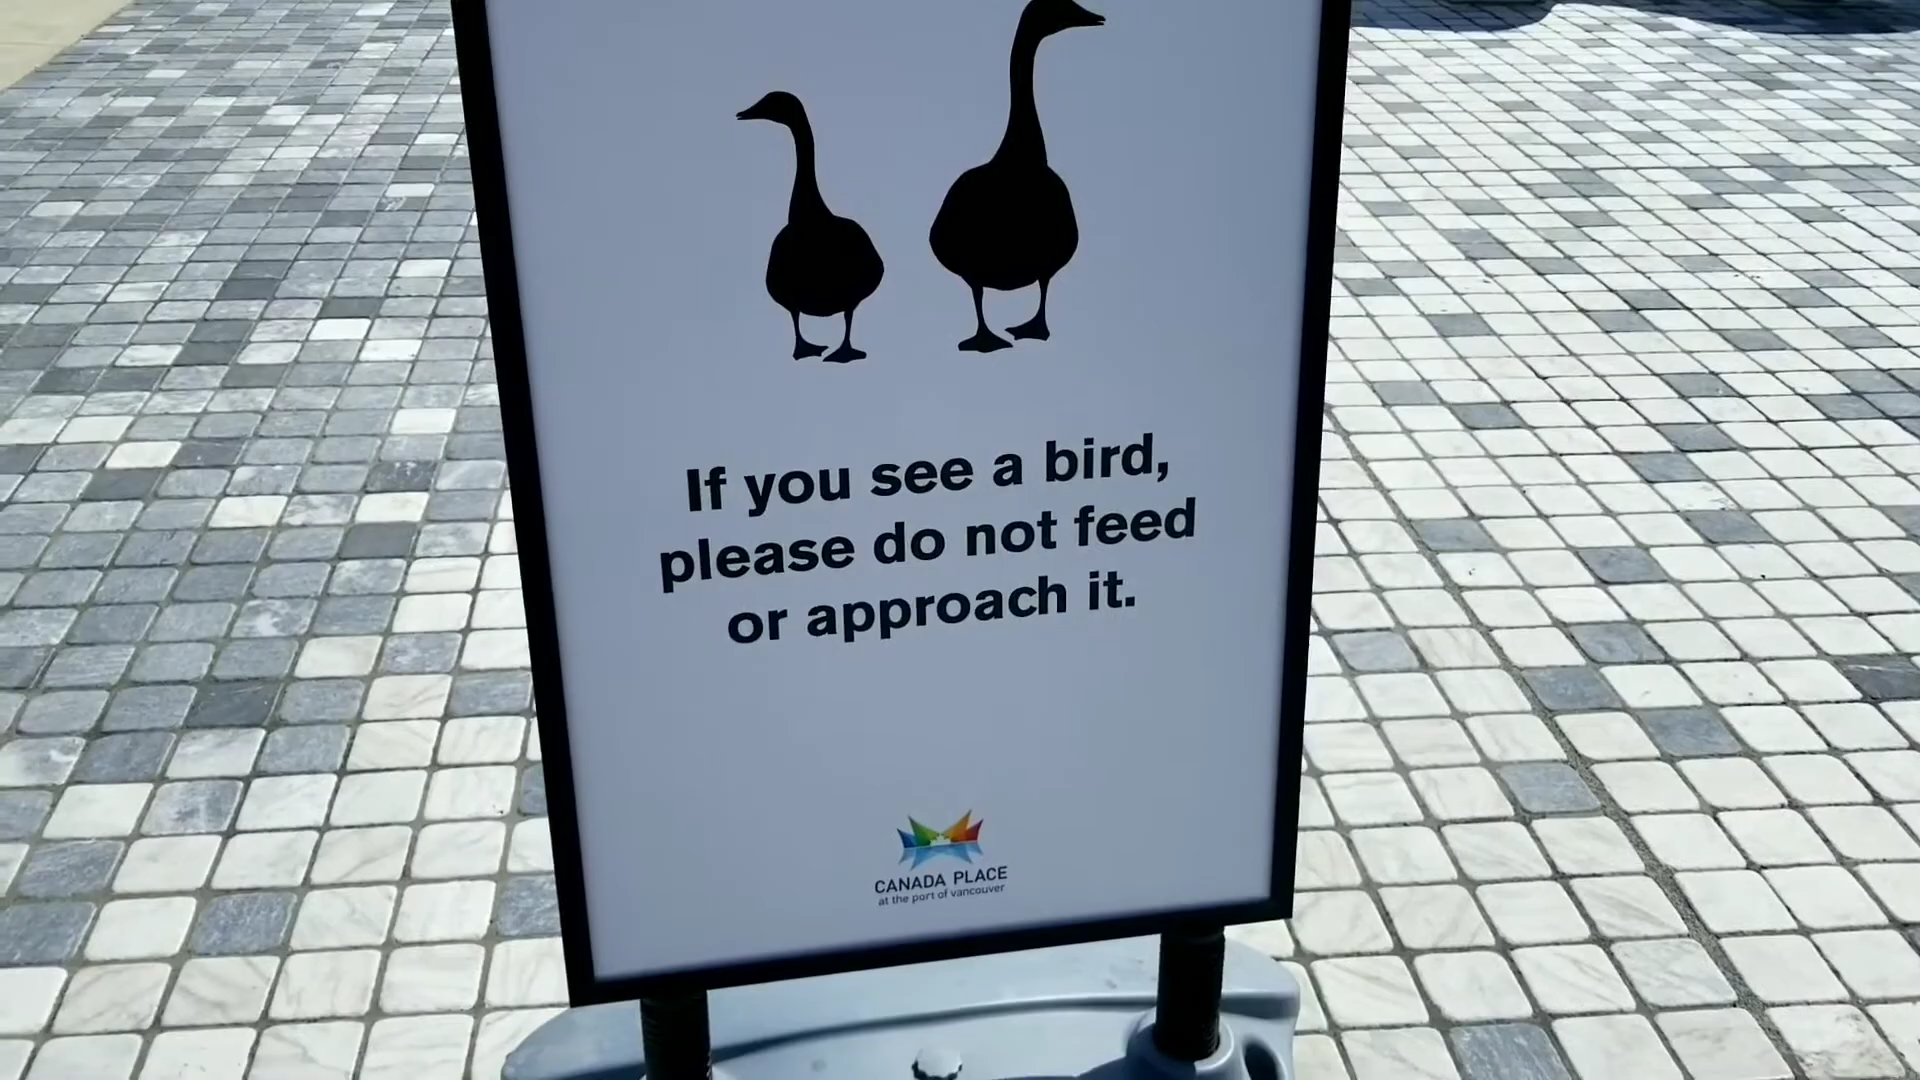 If you see a bird,
please do not feed
or approach it.
CANADA PLACE
at the port of vancouver